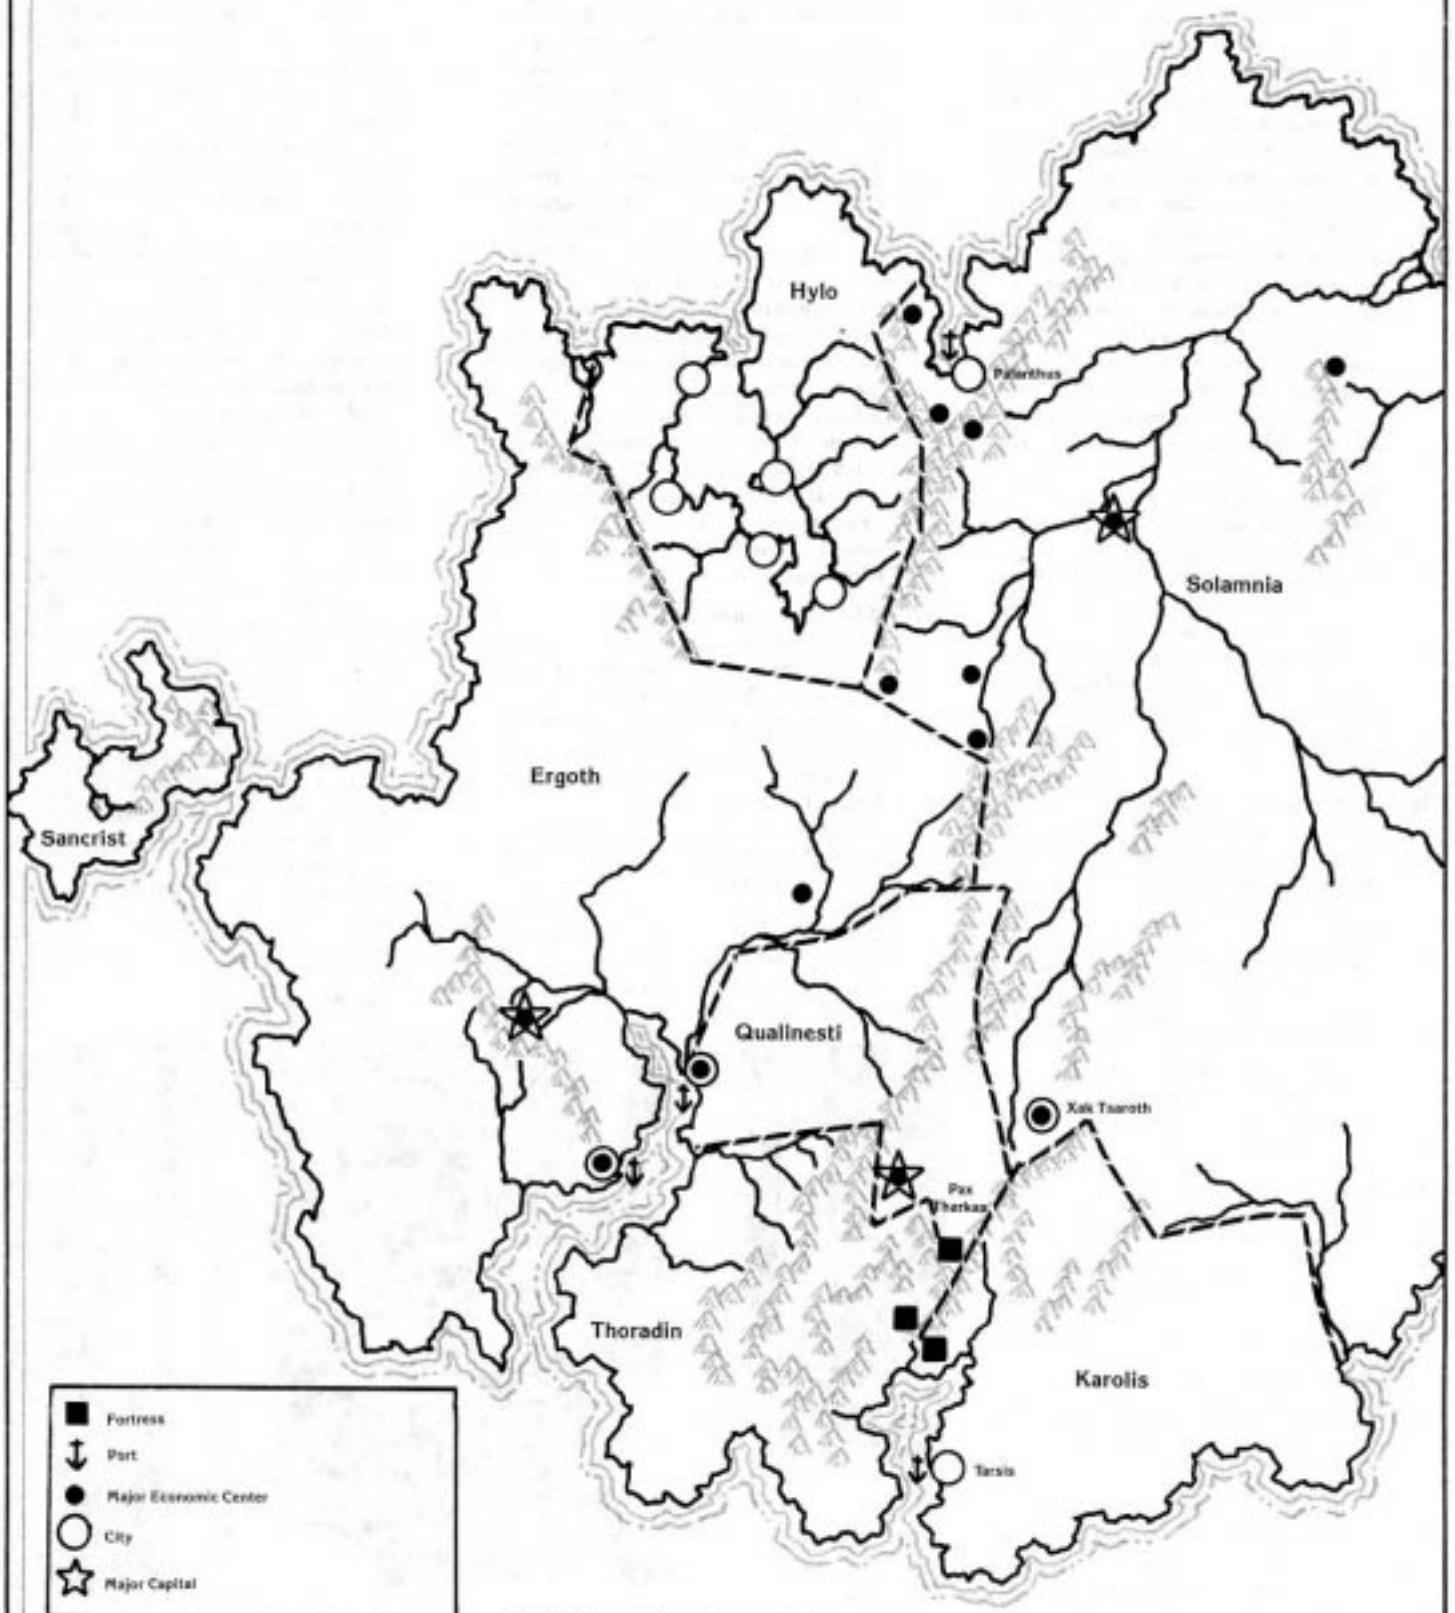 Hylo
Palanthus
Solamnia
Ergoth
Sancrist
Qualinesti
Xak Tsaroth
Pax
Tharkas
Thoradin
Karolis
Tarsis
Fortress
Port
Major Economic Center
City
Major Capital